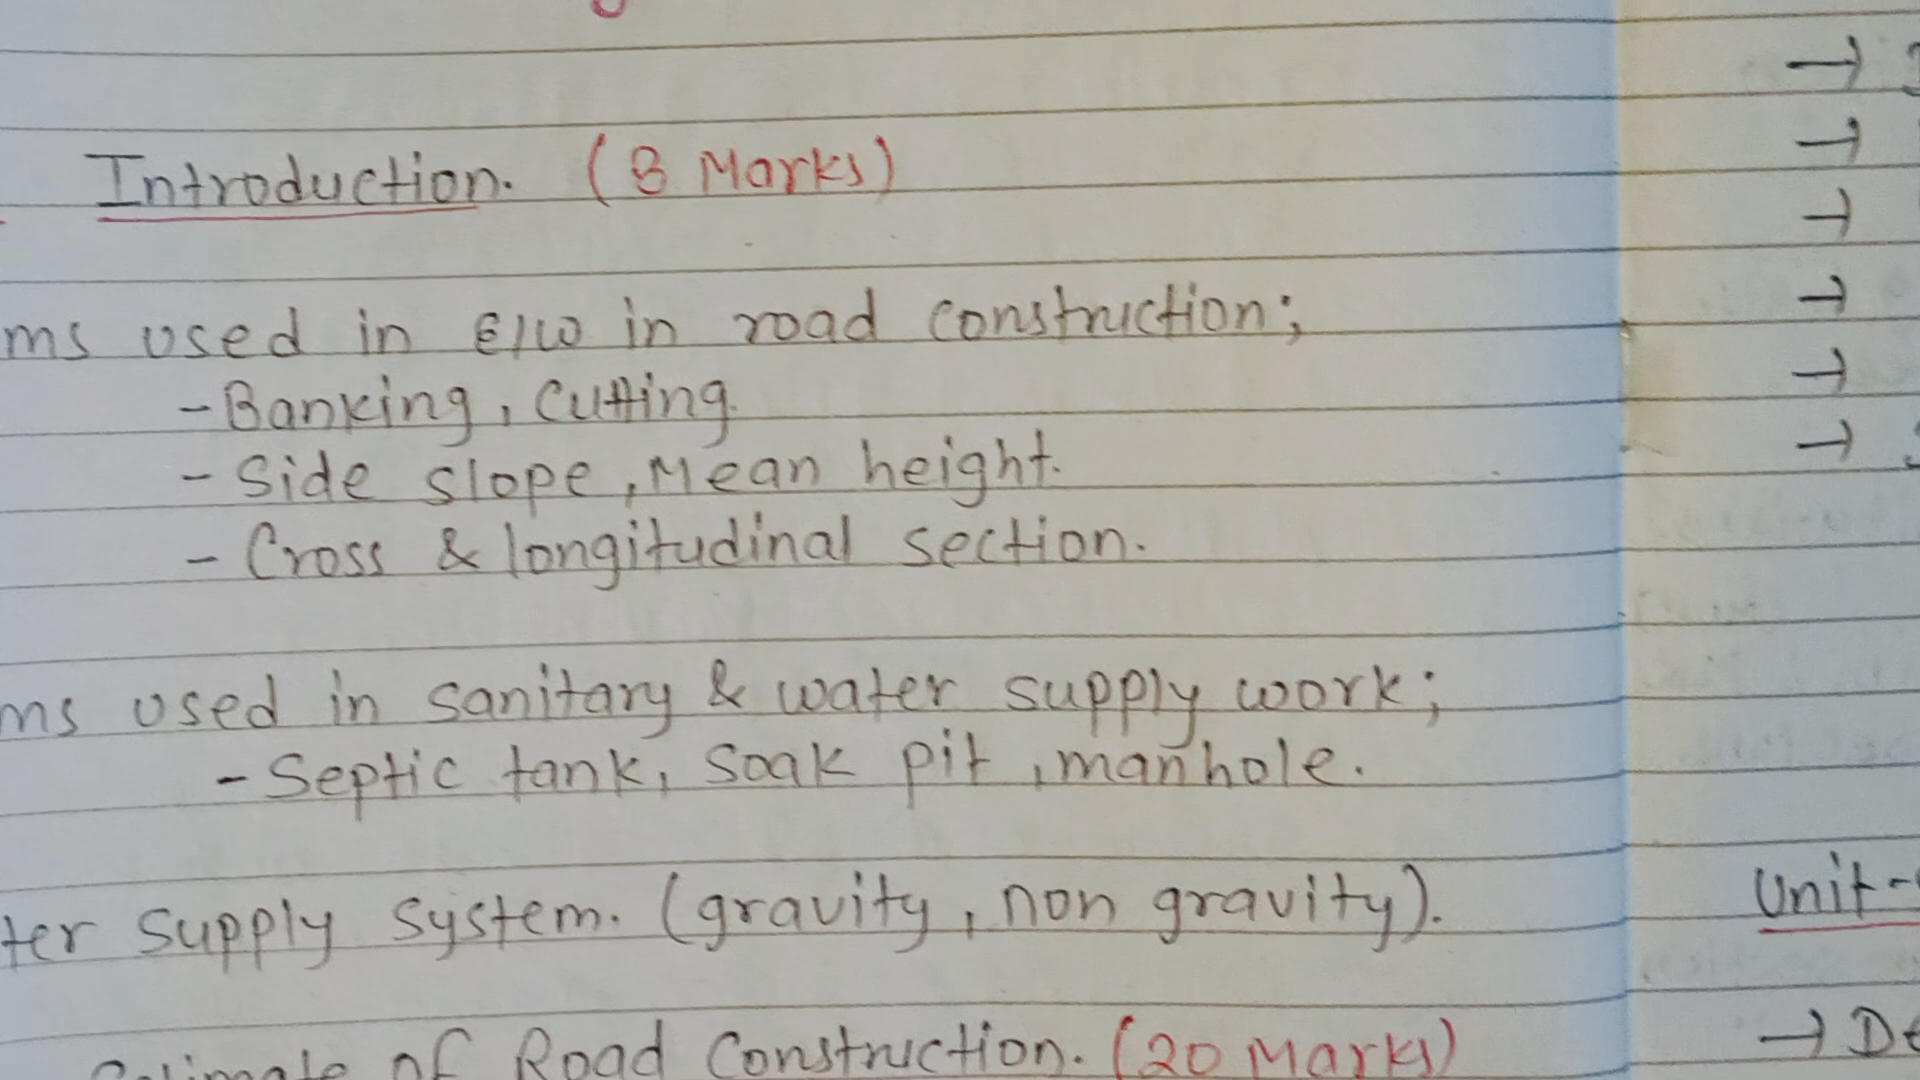 Introduction. (8 Marks)
ms used in E/W in road construction;
- Banking, Cutting.
- Side slope, Mean height.
- Cross & longitudinal section.
ms used in sanitary & water supply work;
- Septic tank, Soak pit, manhole.
ter supply system. (gravity, non gravity).
of Road Construction. (20 Marks)
→
→
→
→
→
→
Unit-
→ De